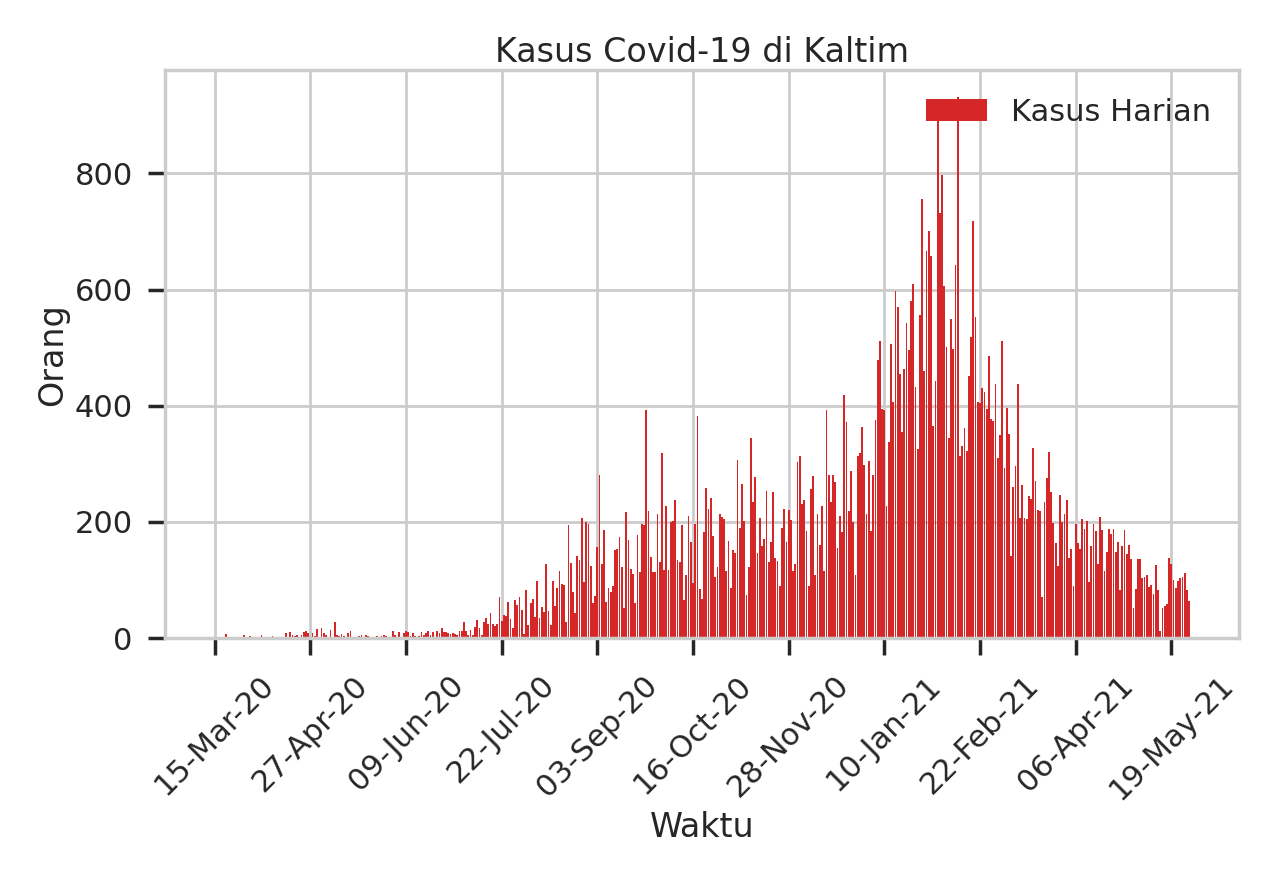 Kasus Covid-19 di Kaltim
Kasus Harian
Orang
800
600
400
200
0
15-Mar-20
27-Apr-20
09-Jun-20
22-Jul-20
03-Sep-20
16-Oct-20
28-Nov-20
10-Jan-21
22-Feb-21
06-Apr-21
19-May-21
Waktu